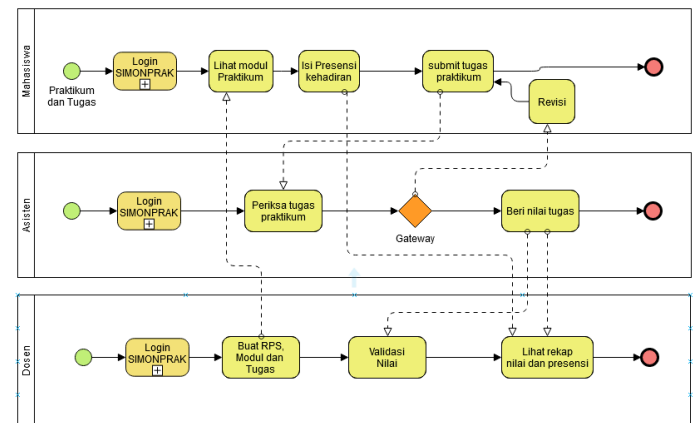 Mahasiswa
Praktikum
dan Tugas
Login
SIMONPRAK
Lihat modul
Praktikum
Isi Presensi
kehadiran
submit tugas
praktikum
Revisi
Asisten
Login
SIMONPRAK
Periksa tugas
praktikum
Gateway
Beri nilai tugas
Dosen
Login
SIMONPRAK
Buat RPS,
Modul dan
Tugas
Validasi
Nilai
Lihat rekap
nilai dan presensi